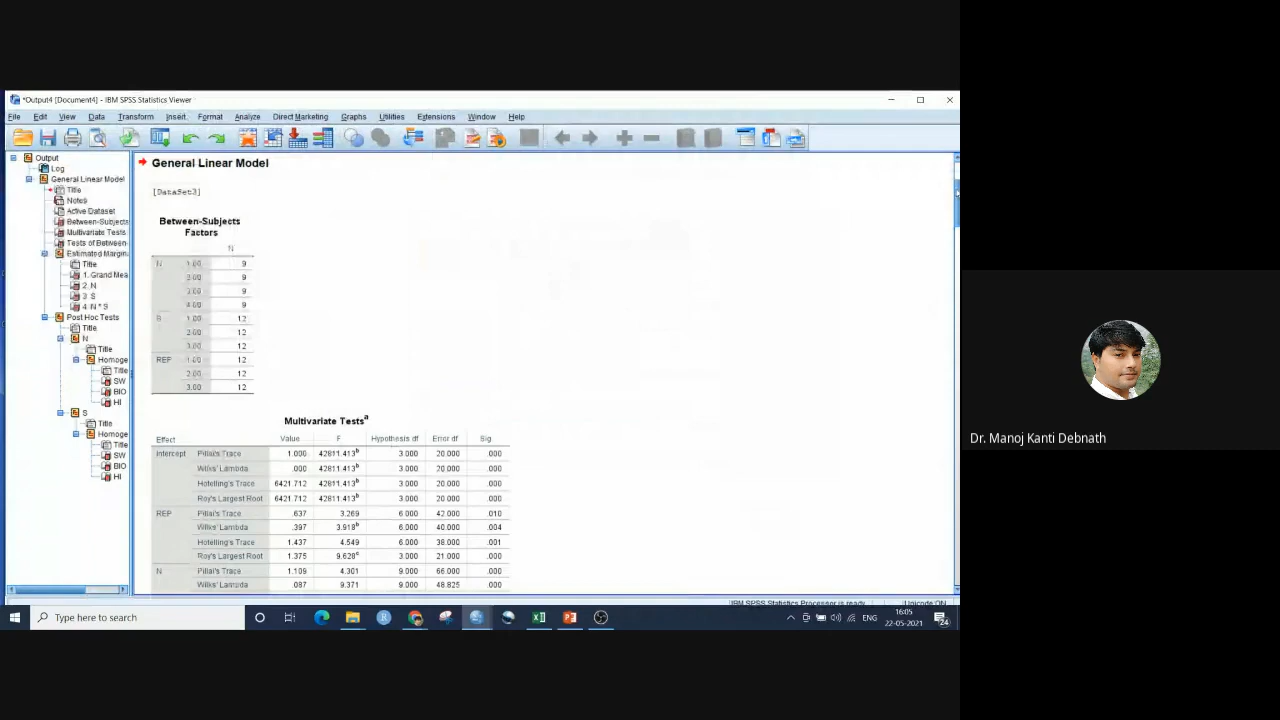 *Output4 [Document4] - IBM SPSS Statistics Viewer
File Edit View Data Transform Insert Format Analyze Direct Marketing Graphs Utilities Extensions Window Help
Output
Log
General Linear Model
Title
Notes
Active Dataset
Between-Subjects
Multivariate Tests
Tests of Between-
Estimated Margin
Title
1. Grand Mea
2. N
3. S
4. N * S
Post Hoc Tests
Title
N
Title
Homoge
Title
SW
BIO
HI
S
Title
Homoge
Title
SW
BIO
HI
General Linear Model
[DataSet3]
Between-Subjects
Factors
N
N 1.00 9
2.00 9
3.00 9
4.00 9
S 1.00 12
2.00 12
3.00 12
REP 1.00 12
2.00 12
3.00 12
Multivariate Tests a
Effect Value F Hypothesis df Error df Sig.
Intercept Pillai's Trace 1.000 42811.413 b 3.000 20.000 .000
Wilks' Lambda .000 42811.413 b 3.000 20.000 .000
Hotelling's Trace 6421.712 42811.413 b 3.000 20.000 .000
Roy's Largest Root 6421.712 42811.413 b 3.000 20.000 .000
REP Pillai's Trace .637 3.269 6.000 42.000 .010
Wilks' Lambda .397 3.918 b 6.000 40.000 .004
Hotelling's Trace 1.437 4.549 6.000 38.000 .001
Roy's Largest Root 1.375 9.628 c 3.000 21.000 .000
N Pillai's Trace 1.109 4.301 9.000 66.000 .000
Wilks' Lambda .087 9.371 9.000 48.825 .000
IBM SPSS Statistics Processor is ready Unicode:ON
Type here to search
ENG
16:05
22-05-2021
24
Dr. Manoj Kanti Debnath